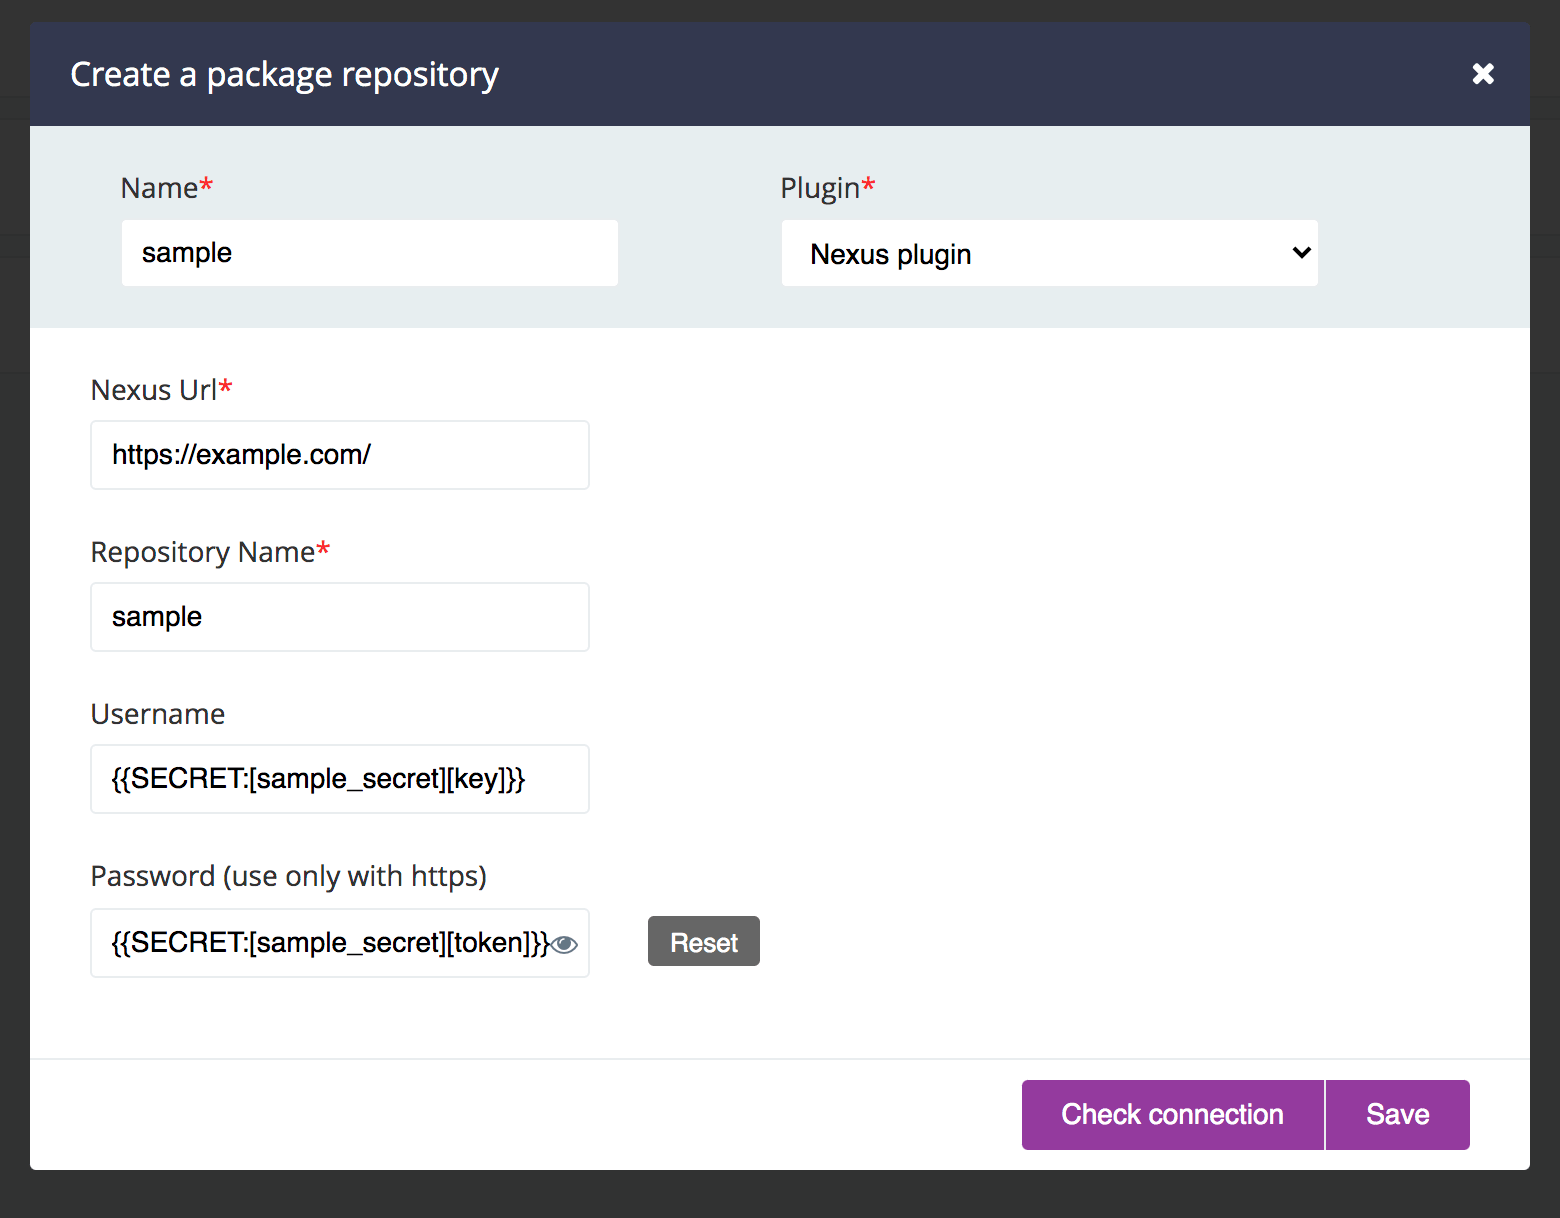 Create a package repository
Name*
Plugin*
sample
Nexus plugin
Nexus Url*
https://example.com/
Repository Name*
sample
Username
{{SECRET:[sample_secret][key]}}
Password (use only with https)
{{SECRET:[sample_secret][token]}}
Reset
Check connection
Save